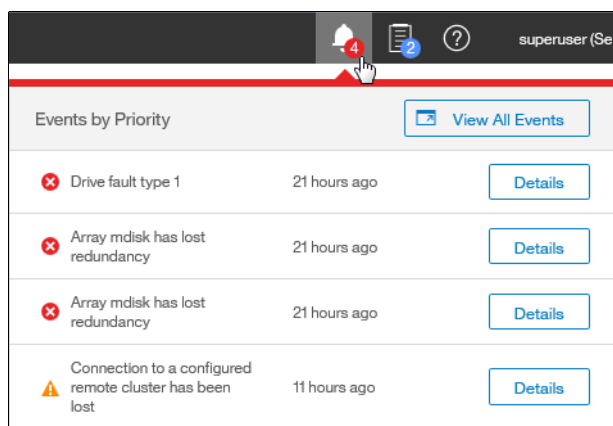 4
2
?
superuser (Se
Events by Priority
View All Events
Drive fault type 1
21 hours ago
Details
Array mdisk has lost
redundancy
21 hours ago
Details
Array mdisk has lost
redundancy
21 hours ago
Details
Connection to a configured
remote cluster has been
lost
11 hours ago
Details